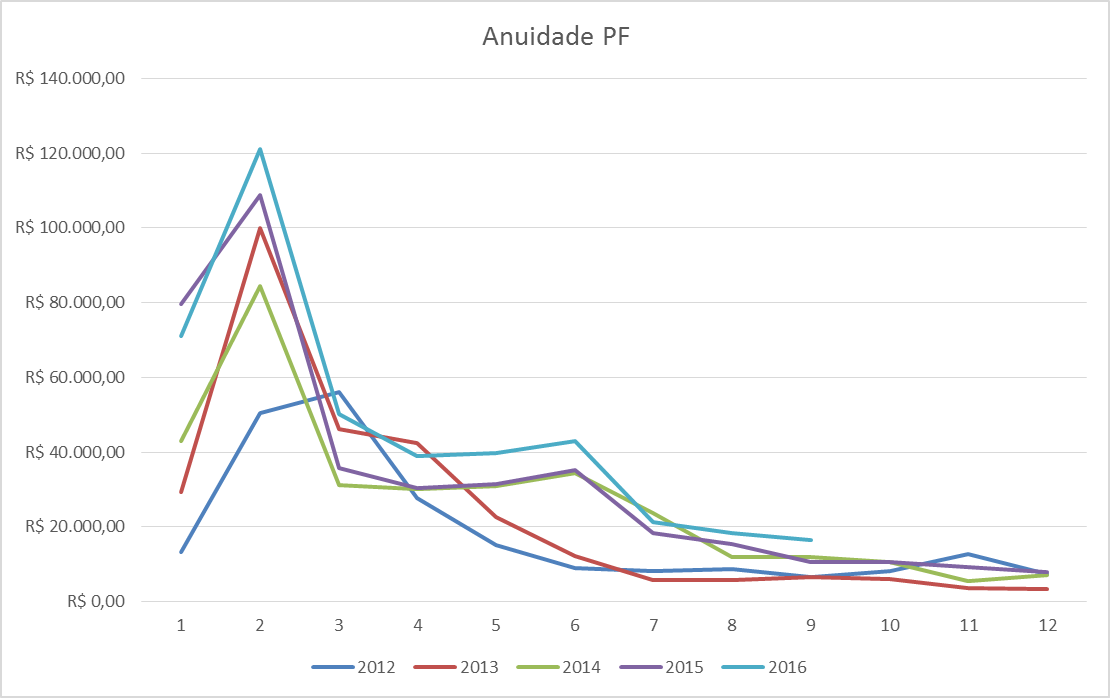 Anuidade PF
R$ 140.000,00
R$ 120.000,00
R$ 100.000,00
R$ 80.000,00
R$ 60.000,00
R$ 40.000,00
R$ 20.000,00
R$ 0,00
1 2 3 4 5 6 7 8 9 10 11 12
2012 2013 2014 2015 2016